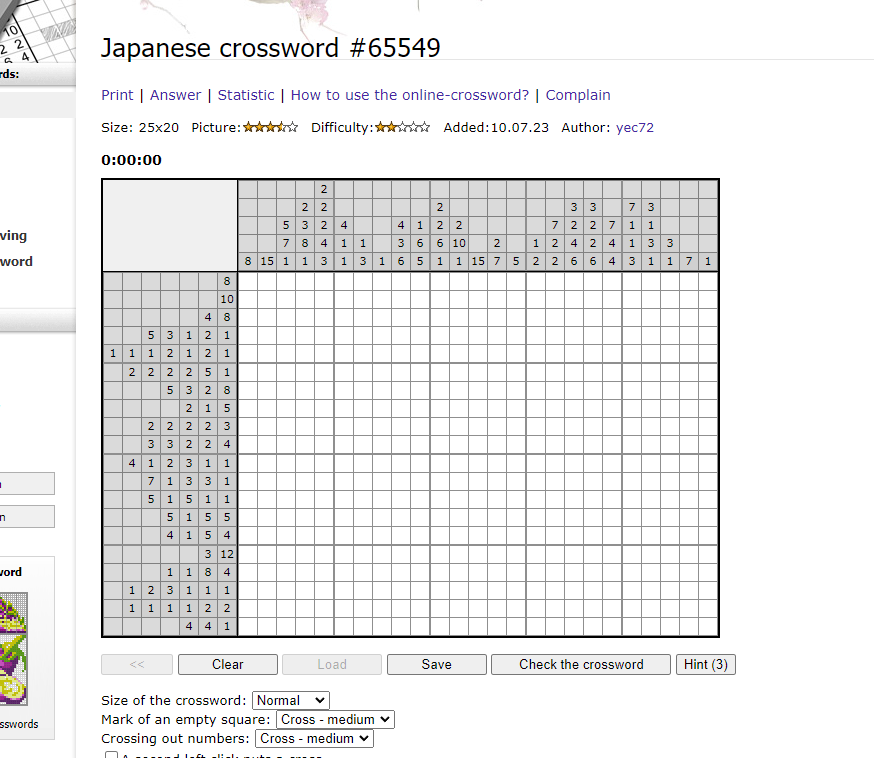 rds:
Japanese crossword #65549
Print | Answer | Statistic | How to use the online-crossword? | Complain
Size: 25x20 Picture: Difficulty: Added:10.07.23 Author: yec72
0:00:00
ving
word
2
2 2 2 3 3 7 3
5 3 2 4 4 1 2 2 7 1 2 7 1 1
7 8 4 1 1 3 6 6 10 2 1 2 4 2 4 1 3 3
8 15 1 1 3 1 3 1 6 5 1 1 15 7 5 2 2 6 6 4 3 1 1 7 1
8
10
4 8
5 3 1 2 1
1 1 1 2 1 2 1
2 2 2 2 5 1
5 3 2 8
2 1 5
2 2 2 2 3
3 3 2 2 4
4 1 2 3 1 1
7 1 3 3 1
5 1 5 1 1
5 1 5 5
4 1 5 4
3 12
1 1 8 4
1 2 3 1 1 1
1 1 1 1 2 2
4 4 1
word
sswords
<< Clear Load Save Check the crossword Hint (3)
Size of the crossword: Normal
Mark of an empty square: Cross - medium
Crossing out numbers: Cross - medium